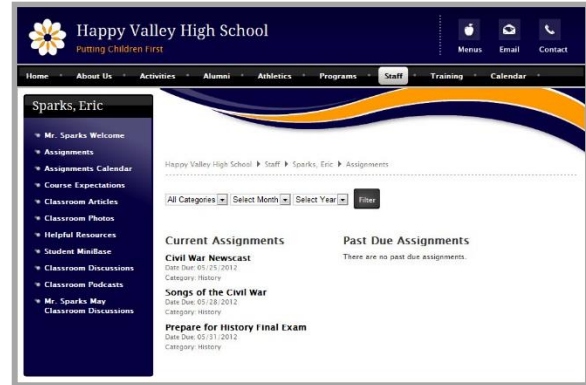 Happy Valley High School
Putting Children First
Menus Email Contact
Home About Us Activities Alumni Athletics Programs Staff Training Calendar
Sparks, Eric
Mr. Sparks Welcome
Assignments
Assignments Calendar
Course Expectations
Classroom Articles
Classroom Photos
Helpful Resources
Student MiniBase
Classroom Discussions
Classroom Podcasts
Mr. Sparks May
Classroom Discussions
Happy Valley High School Staff Sparks, Eric Assignments
All Categories Select Month Select Year Filter
Current Assignments
Civil War Newscast
Date Due: 05/25/2012
Category: History
Songs of the Civil War
Date Due: 05/28/2012
Category: History
Prepare for History Final Exam
Date Due: 05/31/2012
Category: History
Past Due Assignments
There are no past due assignments.